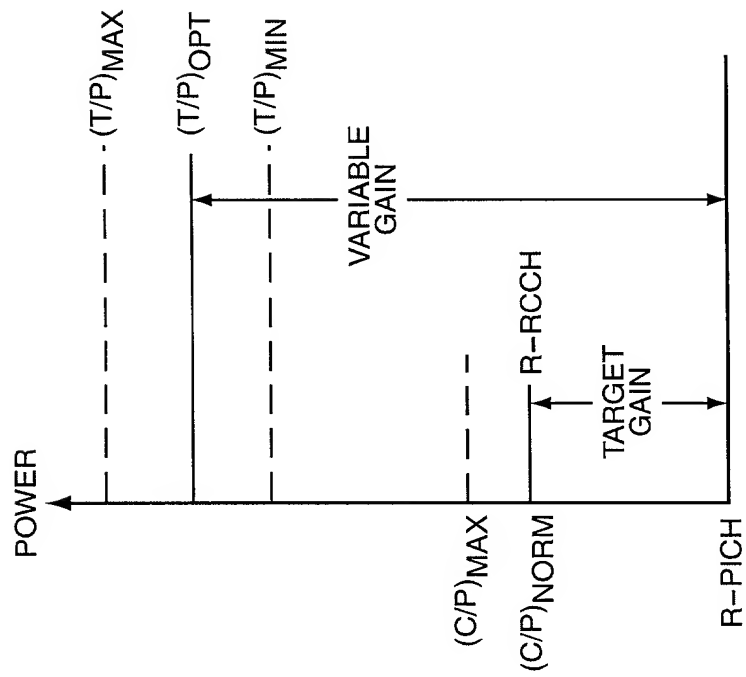 POWER
(T/P)MAX
(T/P)OPT
(T/P)MIN
VARIABLE
GAIN
(C/P)MAX
(C/P)NORM
R-RCCH
TARGET
GAIN
R-PICH